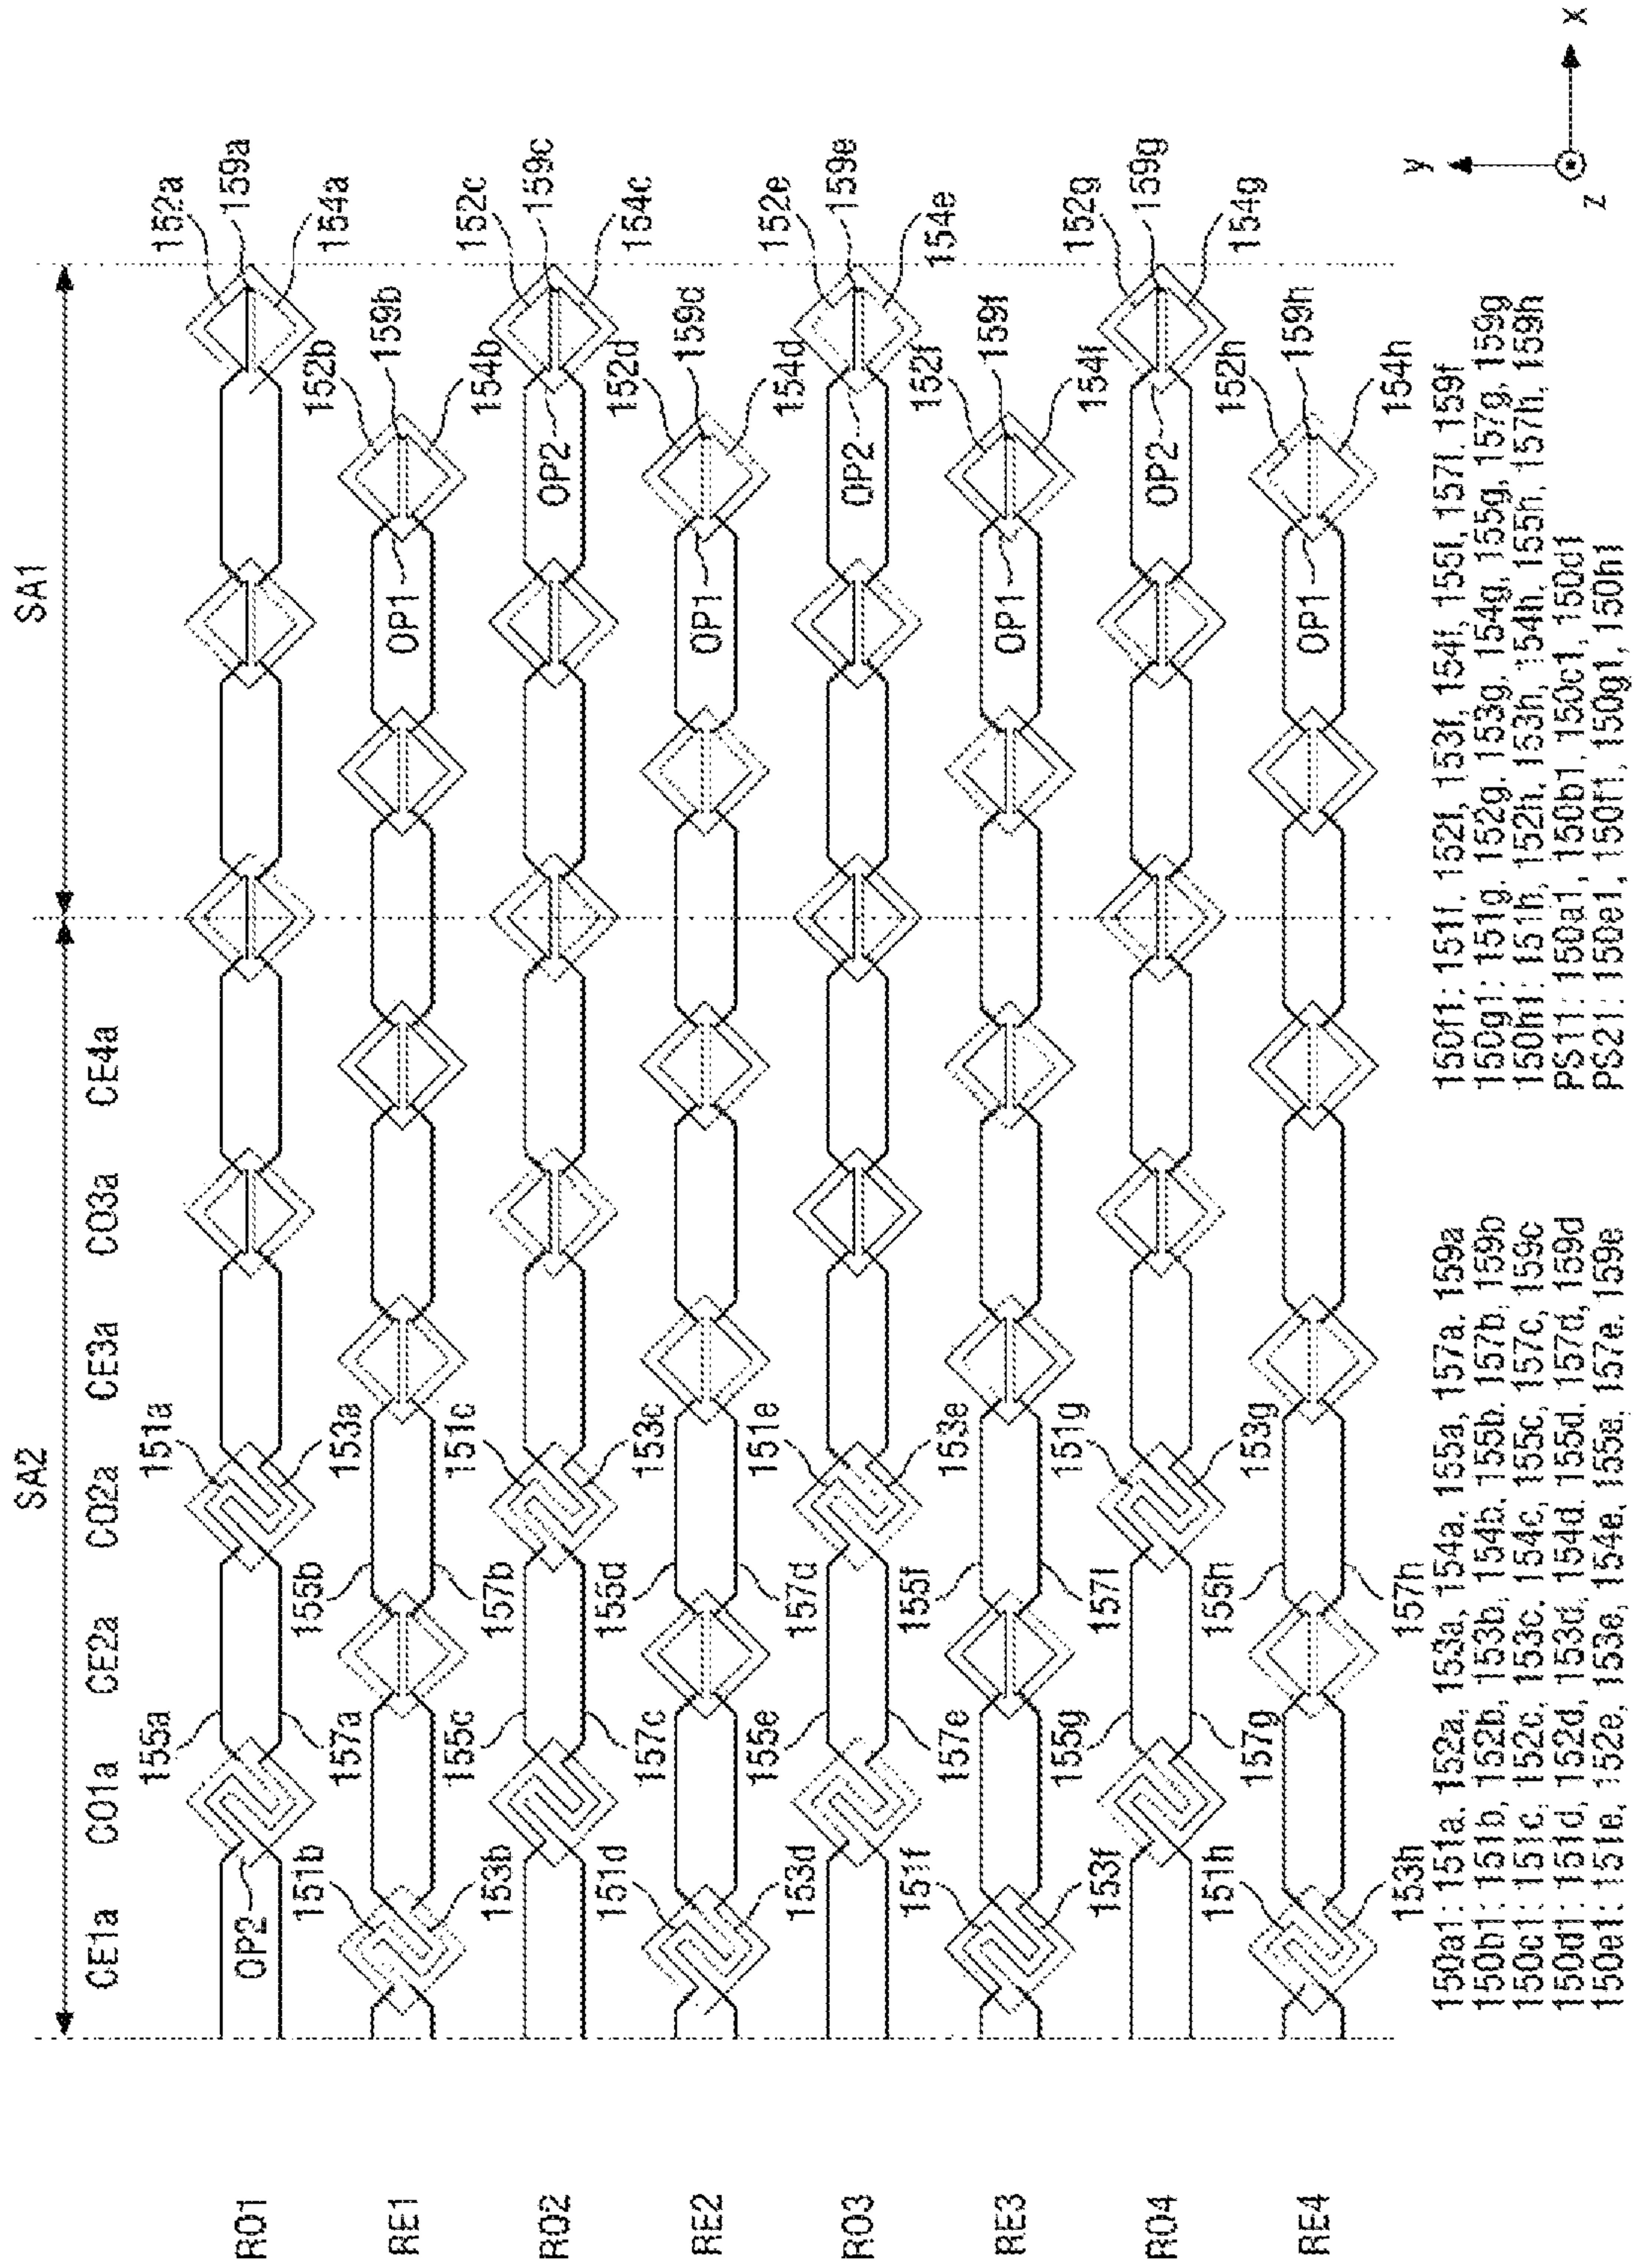 SA2 SA1
CE1a CO1a CE2a CO2a CE3a CO3a CE4a
RO1
OP2
155a
157a
151a
153a
152a
159a
154a
RE1
151b
153b
155b
157b
OP1
152b
159b
154b
RO2
155c
157c
151c
153c
OP2
152c
159c
154c
RE2
151d
153d
155d
157d
OP1
152d
159d
154d
RO3
155e
157e
151e
153e
OP2
152e
159e
154e
RE3
151f
153f
155f
157f
OP1
152f
159f
154f
RO4
155g
157g
151g
153g
OP2
152g
159g
154g
RE4
151h
153h
155h
157h
OP1
152h
159h
154h
150a1: 151a, 152a, 153a, 154a, 155a, 157a, 159a
150b1: 151b, 152b, 153b, 154b, 155b, 157b, 159b
150c1: 151c, 152c, 153c, 154c, 155c, 157c, 159c
150d1: 151d, 152d, 153d, 154d, 155d, 157d, 159d
150e1: 151e, 152e, 153e, 154e, 155e, 157e, 159e
150f1: 151f, 152f, 153f, 154f, 155f, 157f, 159f
150g1: 151g, 152g, 153g, 154g, 155g, 157g, 159g
150h1: 151h, 152h, 153h, 154h, 155h, 157h, 159h
PS11: 150a1, 150b1, 150c1, 150d1
PS21: 150e1, 150f1, 150g1, 150h1
y
z
x